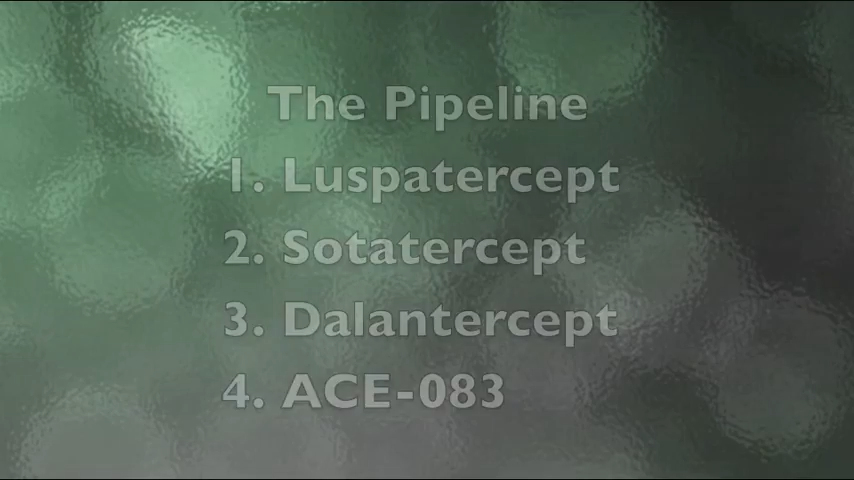 The Pipeline
1. Luspatercept
2. Sotatercept
3. Dalantercept
4. ACE-083